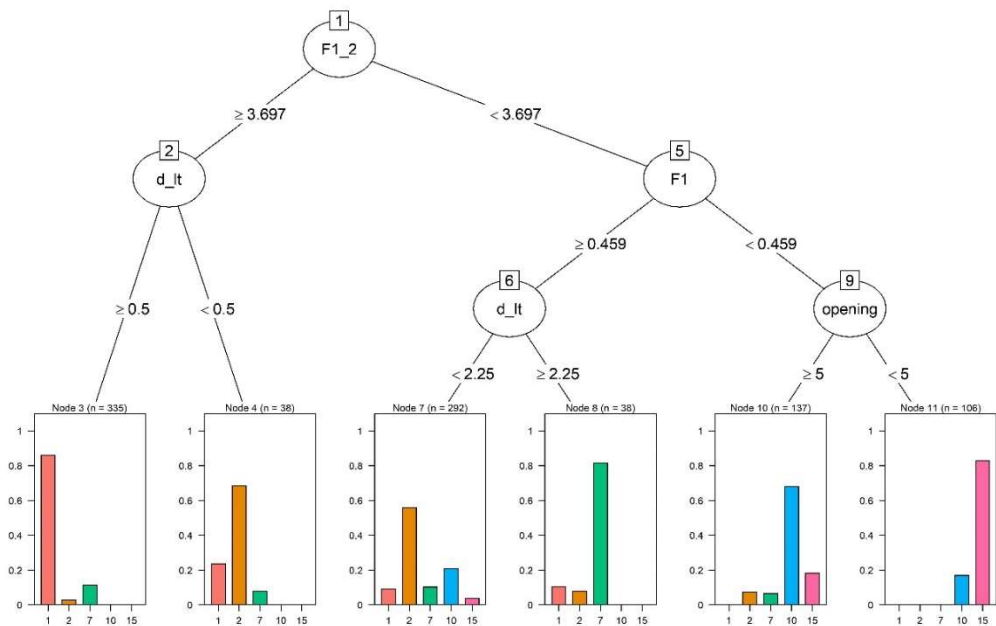 1
F1_2
≥ 3.697
< 3.697
2
d_lt
5
F1
≥ 0.5
< 0.5
≥ 0.459
< 0.459
6
d_lt
9
opening
< 2.25
≥ 2.25
≥ 5
< 5
Node 3 (n = 335)
Node 4 (n = 38)
Node 7 (n = 292)
Node 8 (n = 38)
Node 10 (n = 137)
Node 11 (n = 106)
1 1 1 1 1 1
0.8 0.8 0.8 0.8 0.8 0.8
0.6 0.6 0.6 0.6 0.6 0.6
0.4 0.4 0.4 0.4 0.4 0.4
0.2 0.2 0.2 0.2 0.2 0.2
0 0 0 0 0 0
1 2 7 10 15
1 2 7 10 15
1 2 7 10 15
1 2 7 10 15
1 2 7 10 15
1 2 7 10 15